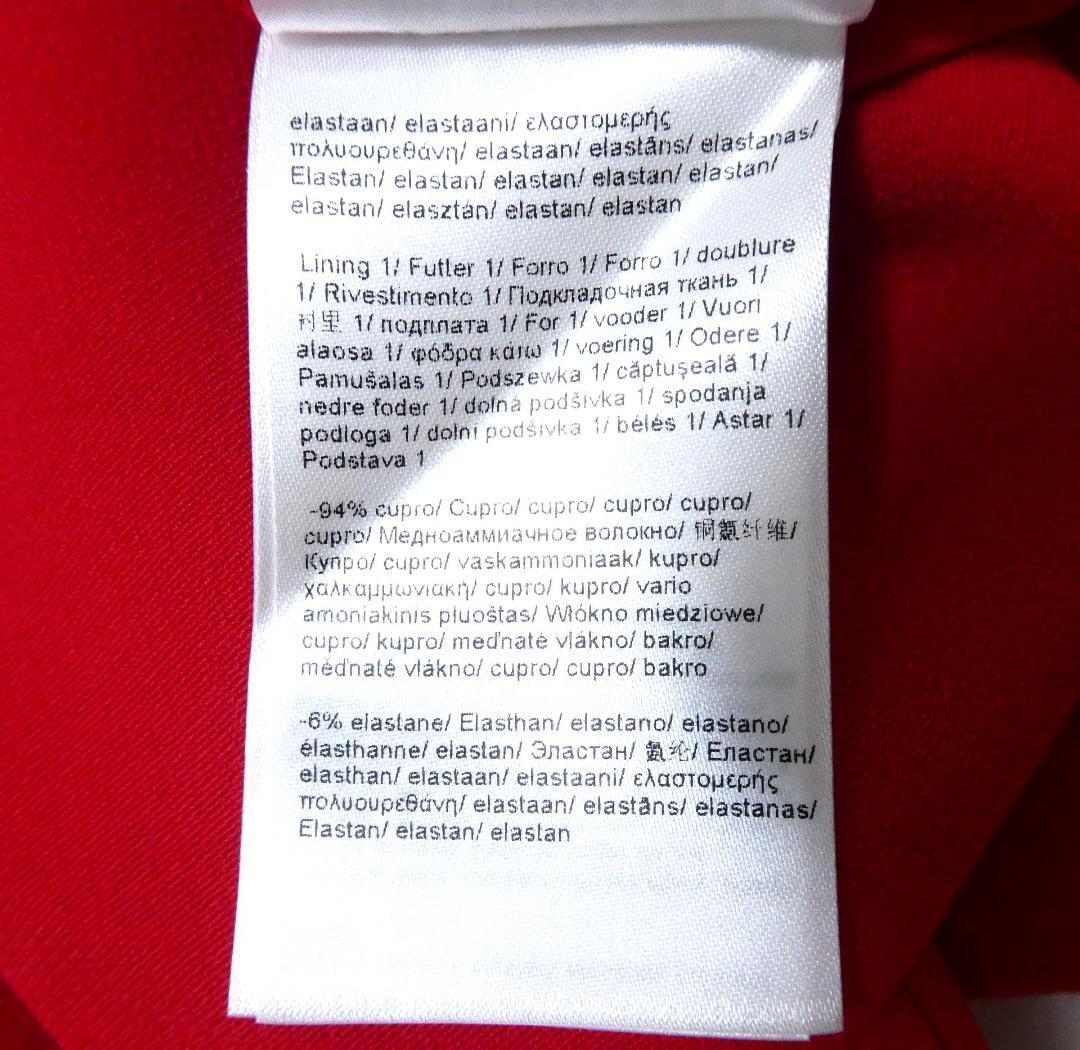 elastaan/ elastaani/ ελαστομερής
πολυουρεθάνη/ elastaan/ elastāns/ elastanas/
Elastan/ elastan/ elastan/ elastan/ elastan/
elastan/ elasztán/ elastan/ elastan
Lining 1/ Futter 1/ Forro 1/ Forro 1/ doublure
1/ Rivestimento 1/ Подкладочная ткань 1/
衬里 1/ подплата 1/ For 1/ vooder 1/ Vuori
alaosa 1/ φόδρα κάτω 1/ voering 1/ Odere 1/
Pamušalas 1/ Podszewka 1/ căptuşeală 1/
nedre foder 1/ dolná podšívka 1/ spodanja
podloga 1/ dolní podšívka 1/ bélés 1/ Astar 1/
Podstava 1
-94% cupro/ Cupro/ cupro/ cupro/ cupro/
cupro/ Медноаммиачное волокно/ 铜氨纤维/
Купро/ cupro/ vaskammoniaak/ kupro/
χαλκαμμωνιακή/ cupro/ kupro/ vario
amoniakinis pluoštas/ Włókno miedziowe/
cupro/ kupro/ meďnaté vlákno/ bakro/
měďnaté vlákno/ cupro/ cupro/ bakro
-6% elastane/ Elasthan/ elastano/ elastano/
élasthanne/ elastan/ Эластан/ 氨纶/ Еластан/
elasthan/ elastaan/ elastaani/ ελαστομερής
πολυουρεθάνη/ elastaan/ elastāns/ elastanas/
Elastan/ elastan/ elastan